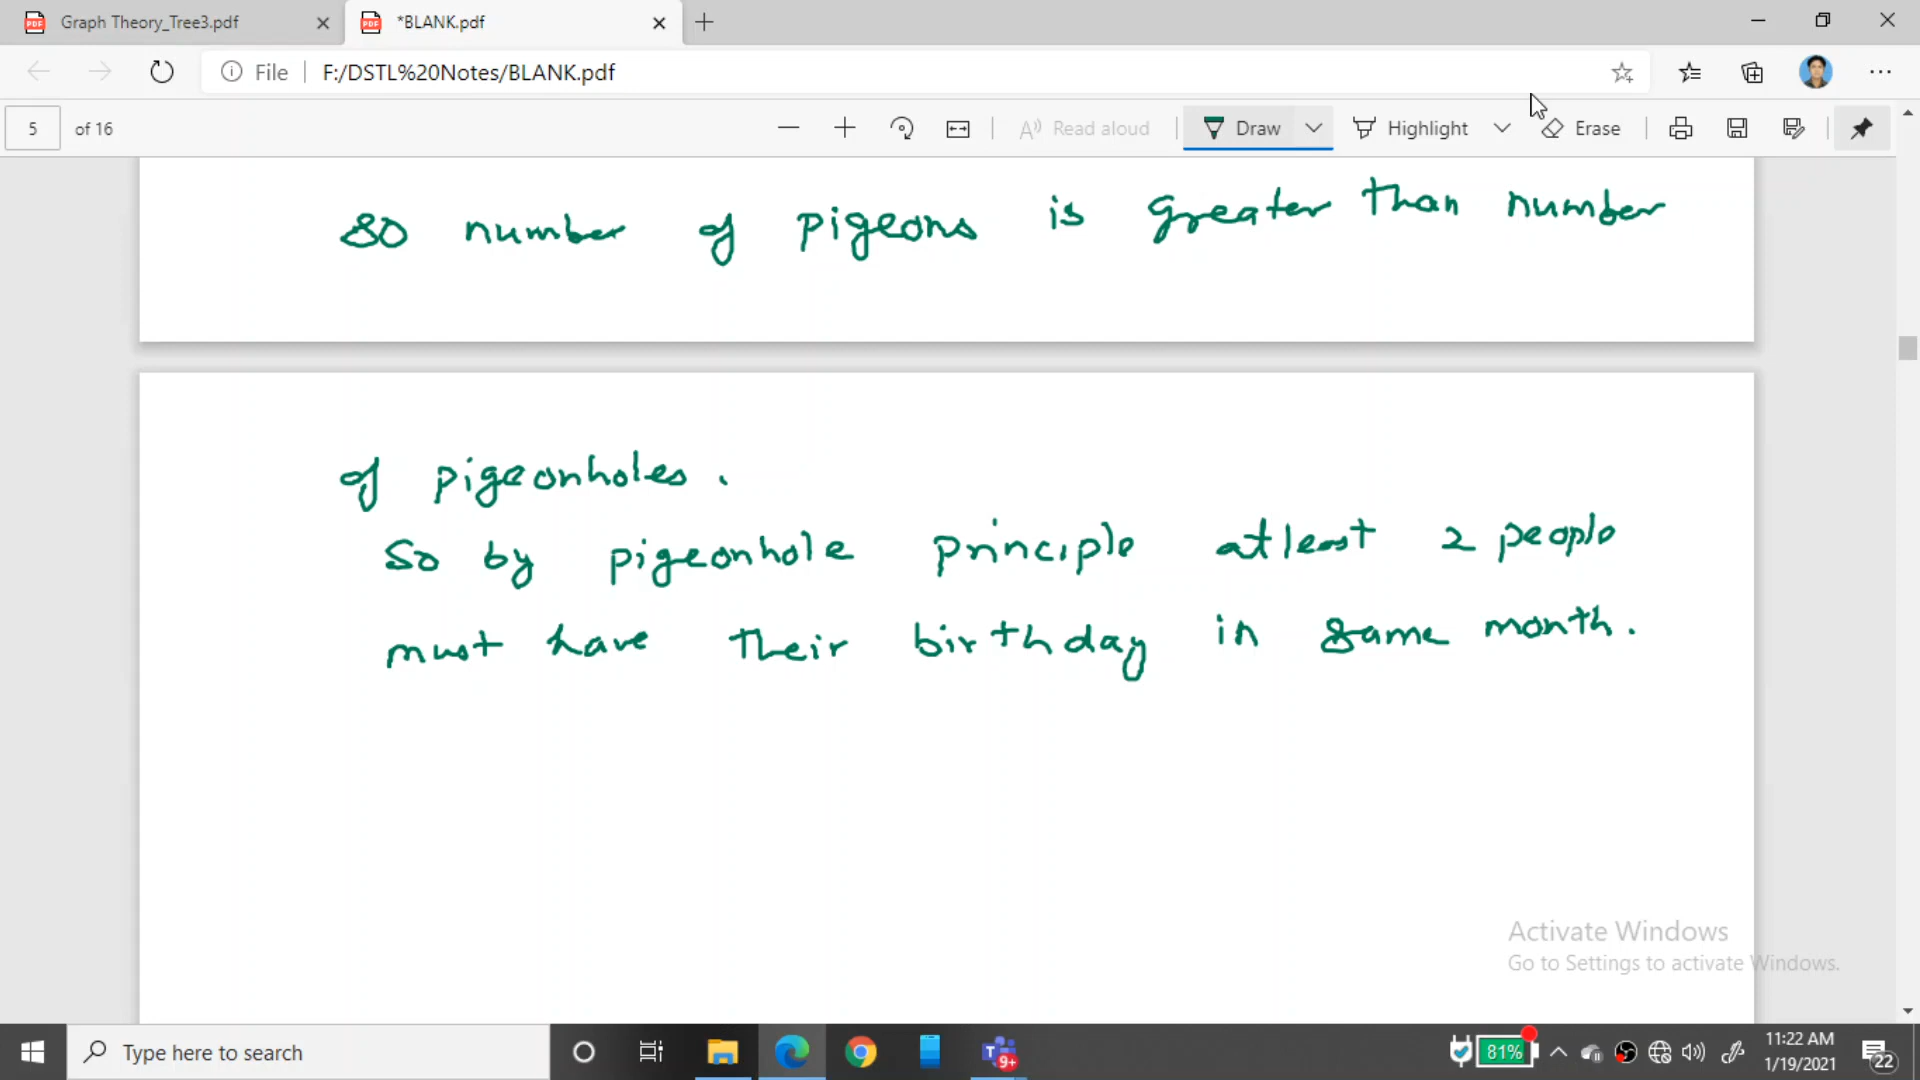 Graph Theory_Tree3.pdf
*BLANK.pdf
File
F:/DSTL%20Notes/BLANK.pdf
5 of 16
Read aloud
Draw
Highlight
Erase
so number of pigeons is greater than number
of pigeonholes.
so by pigeonhole principle atleast 2 people
must have their birthday in same month.
Activate Windows
Go to Settings to activate Windows.
Type here to search
9+
81%
11:22 AM
1/19/2021
22